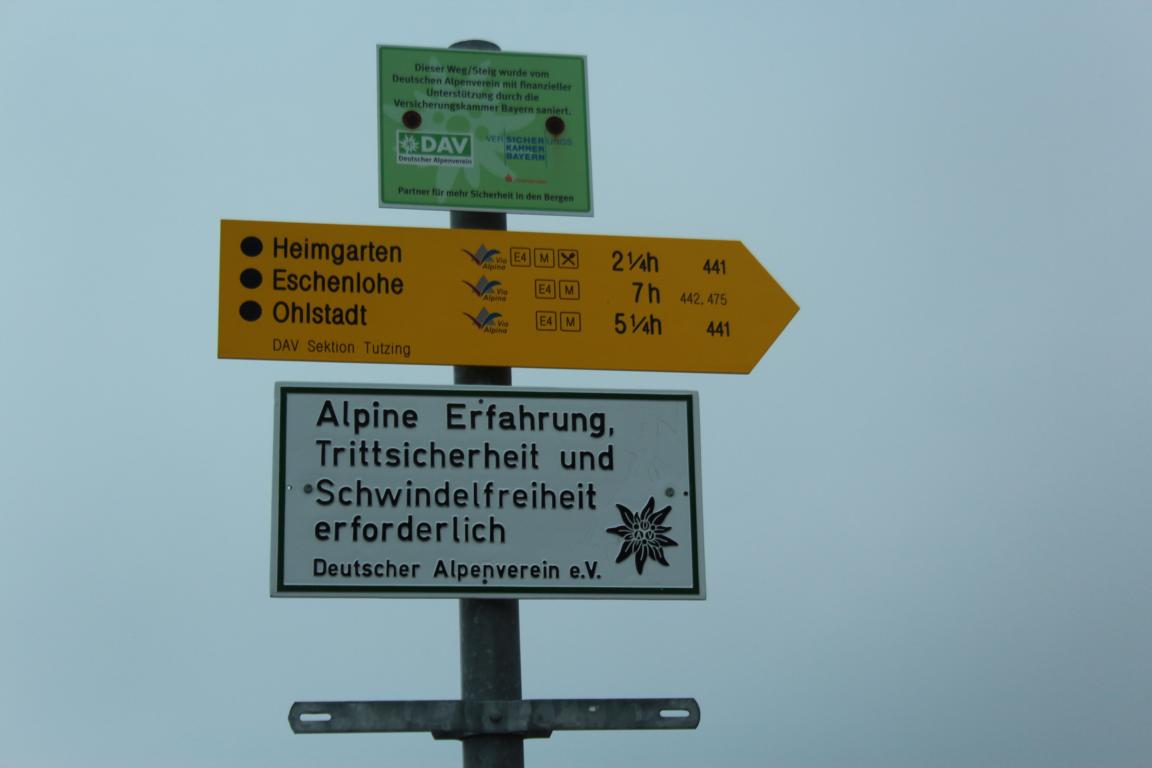 Dieser Weg/Steig wurde vom
Deutschen Alpenverein mit finanzieller
Unterstützung durch die
Versicherungskammer Bayern saniert.
DAV
Deutscher Alpenverein
VERSICHERUNGS
KAMMER
BAYERN
Partner für mehr Sicherheit in den Bergen
Heimgarten Via Alpina E4 M 2¼h 441
Eschenlohe Via Alpina E4 M 7h 442, 475
Ohlstadt Via Alpina E4 M 5¼h 441
DAV Sektion Tutzing
Alpine Erfahrung,
Trittsicherheit und
Schwindelfreiheit
erforderlich
Deutscher Alpenverein e.V.